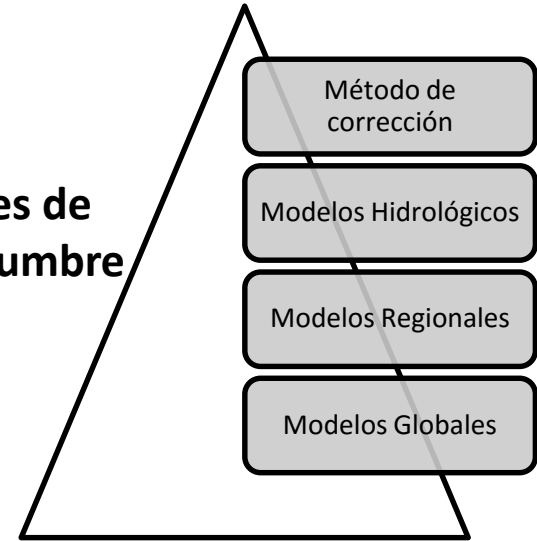 es de
umbre
Método de
corrección
Modelos Hidrológicos
Modelos Regionales
Modelos Globales